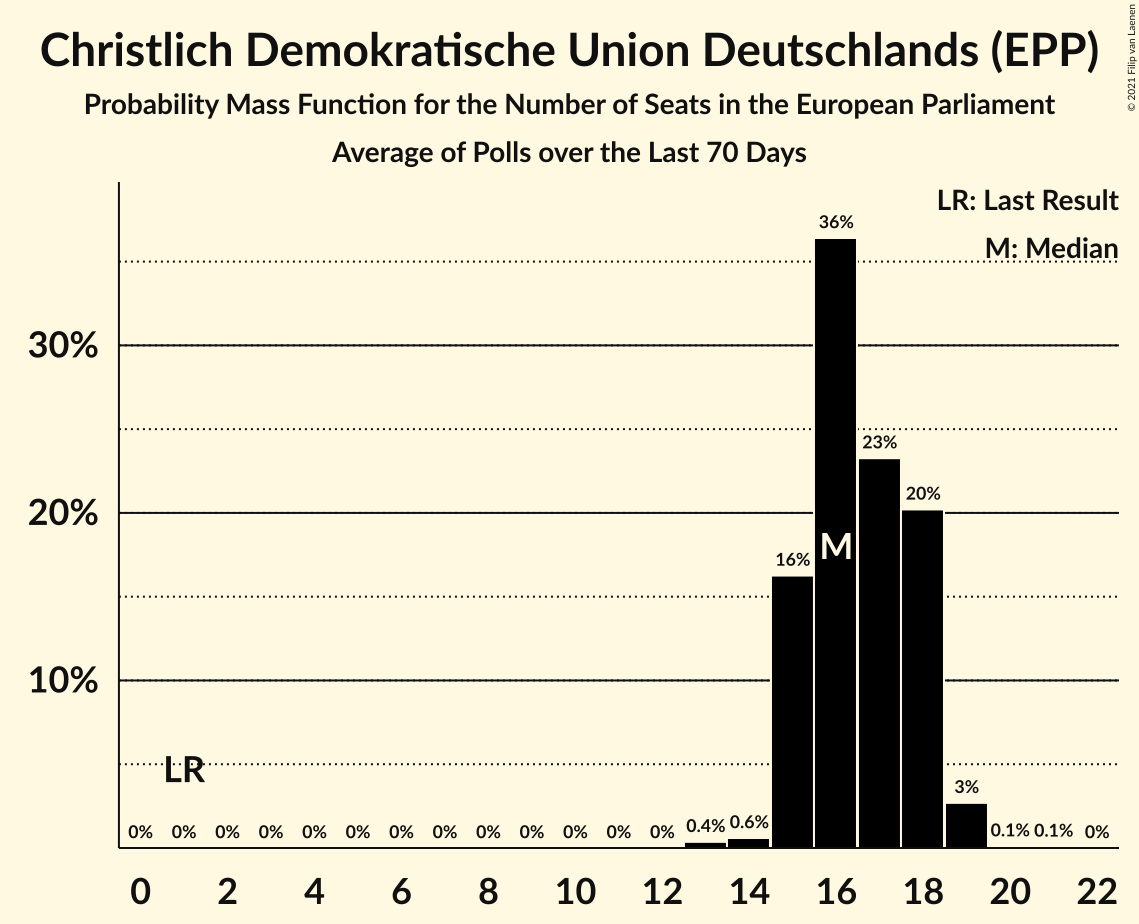 Christlich Demokratische Union Deutschlands (EPP)
Probability Mass Function for the Number of Seats in the European Parliament
Average of Polls over the Last 70 Days
© 2021 Filip van Laenen
LR: Last Result
M: Median
36%
30%
23%
20%
20%
M
16%
10%
LR
3%
0% 0% 0% 0% 0% 0% 0% 0% 0% 0% 0% 0% 0% 0.4% 0.6% 0.1% 0.1% 0%
0 2 4 6 8 10 12 14 16 18 20 22